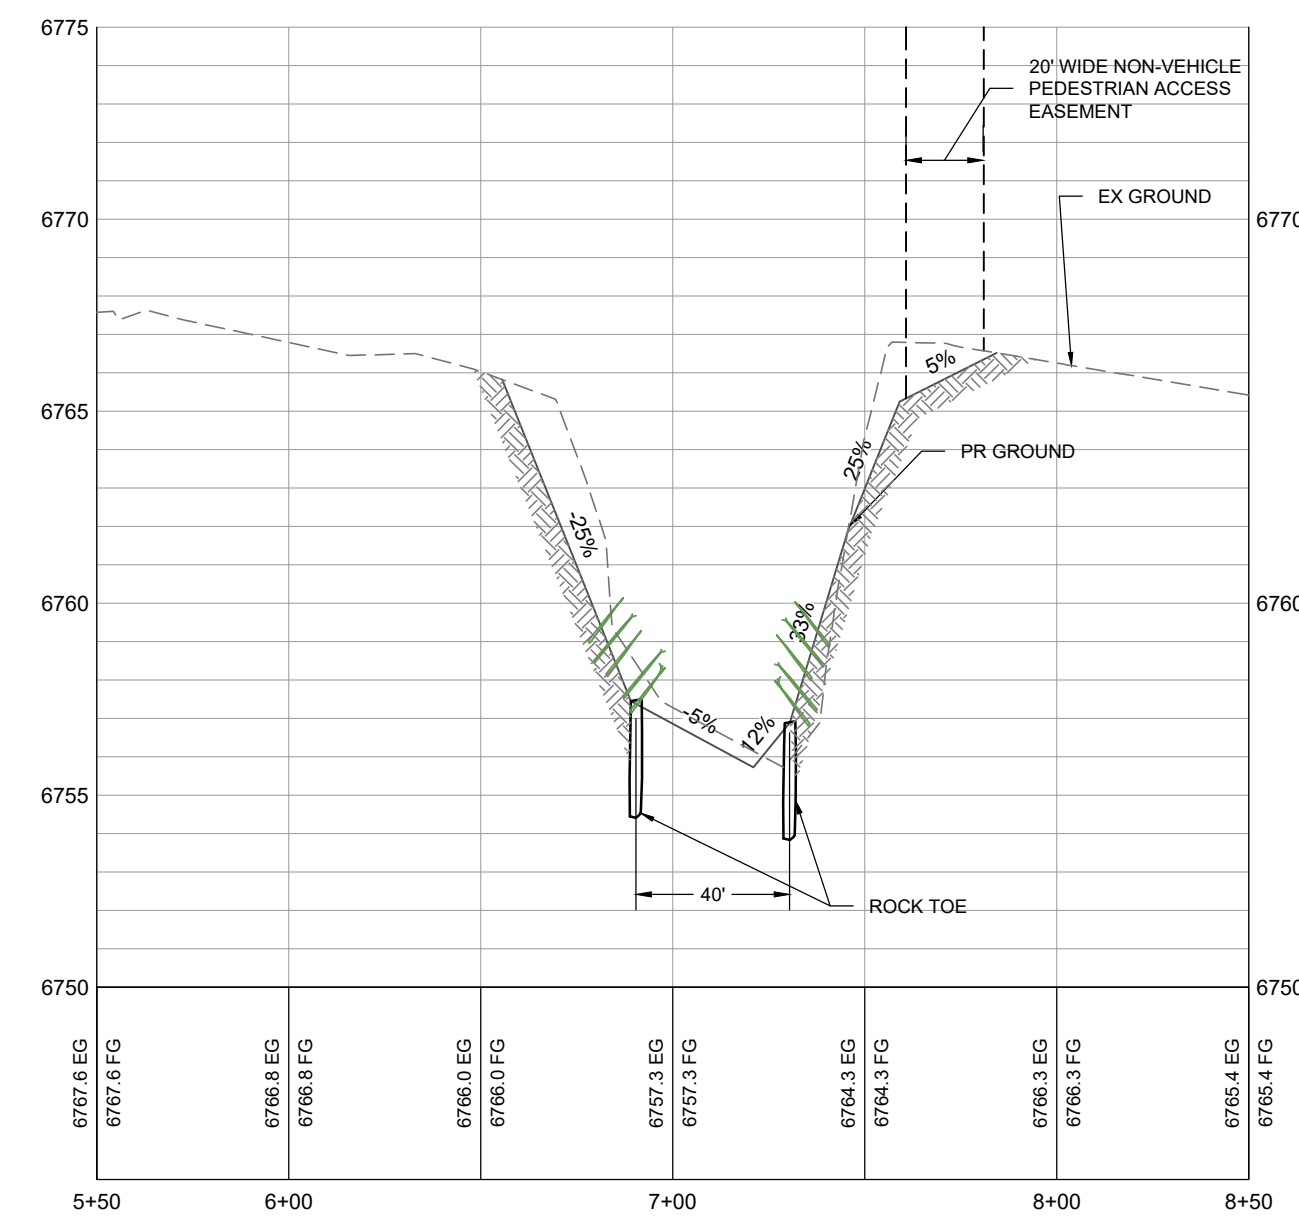 6775
20' WIDE NON-VEHICLE
PEDESTRIAN ACCESS
EASEMENT
EX GROUND
6770
6770
5%
6765
25%
PR GROUND
-25%
6760
33%
6760
-5%
12%
6755
40'
ROCK TOE
6750
6750
6767.6 EG
6767.6 FG
6766.8 EG
6766.8 FG
6766.0 EG
6766.0 FG
6757.3 EG
6757.3 FG
6764.3 EG
6764.3 FG
6766.3 EG
6766.3 FG
6765.4 EG
6765.4 FG
5+50
6+00
7+00
8+00
8+50